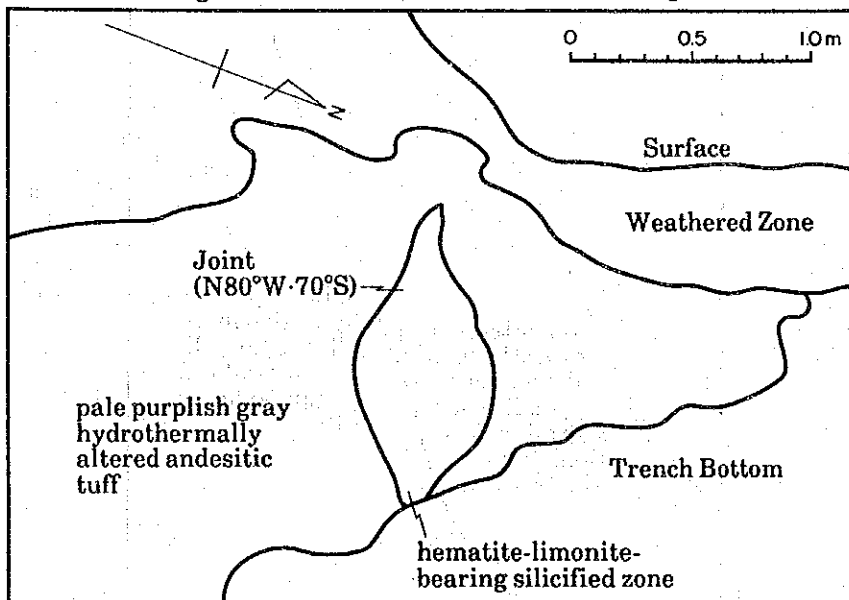 0 0.5 1.0 m
N
Surface
Weathered Zone
Joint
(N80°W·70°S)
pale purplish gray
hydrothermally
altered andesitic
tuff
Trench Bottom
hematite-limonite-
bearing silicified zone